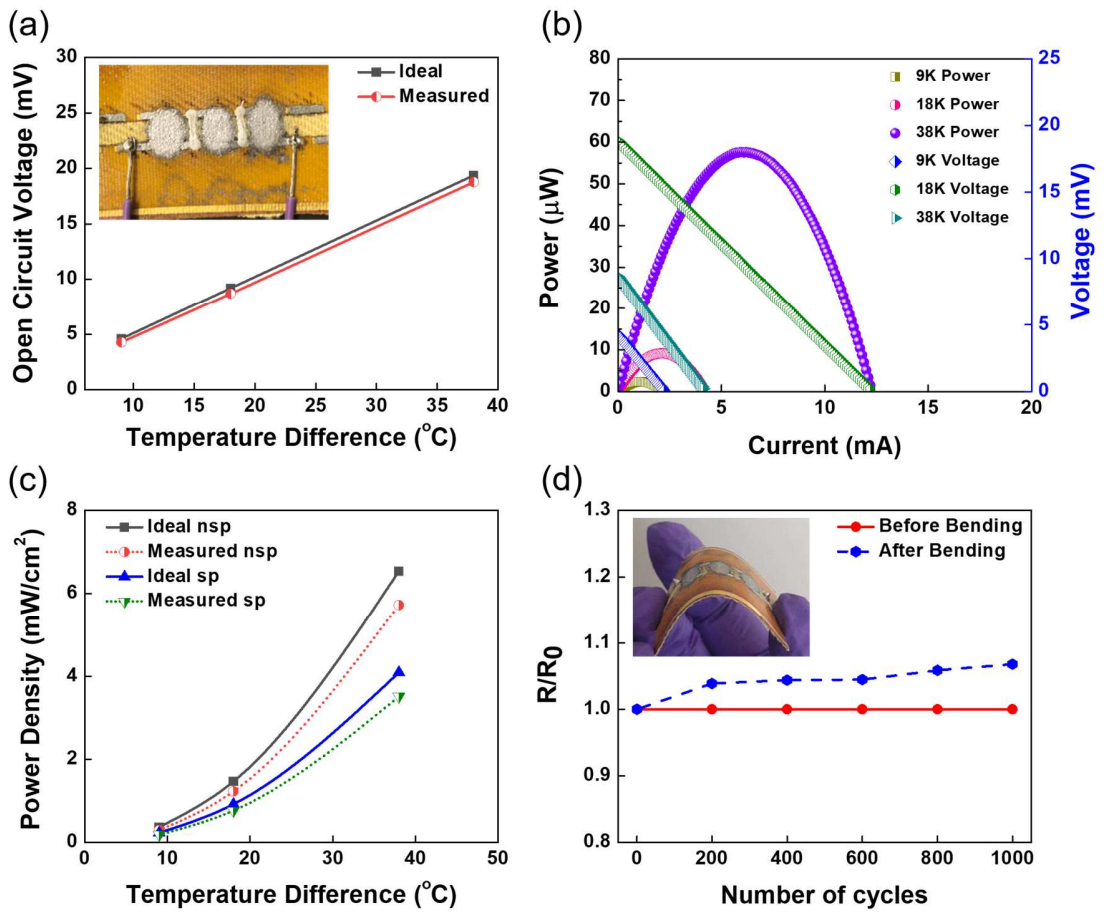 (a)
Open Circuit Voltage (mV)
30
25
20
15
10
5
0
Ideal
Measured
10 15 20 25 30 35 40
Temperature Difference (°C)
(b)
Power (μW)
80
70
60
50
40
30
20
10
0
9K Power
18K Power
38K Power
9K Voltage
18K Voltage
38K Voltage
25
20
15
10
5
0
Voltage (mV)
0 5 10 15 20
Current (mA)
(c)
Power Density (mW/cm²)
8
6
4
2
0
Ideal nsp
Measured nsp
Ideal sp
Measured sp
0 10 20 30 40 50
Temperature Difference (°C)
(d)
R/R₀
1.3
1.2
1.1
1.0
0.9
0.8
Before Bending
After Bending
0 200 400 600 800 1000
Number of cycles